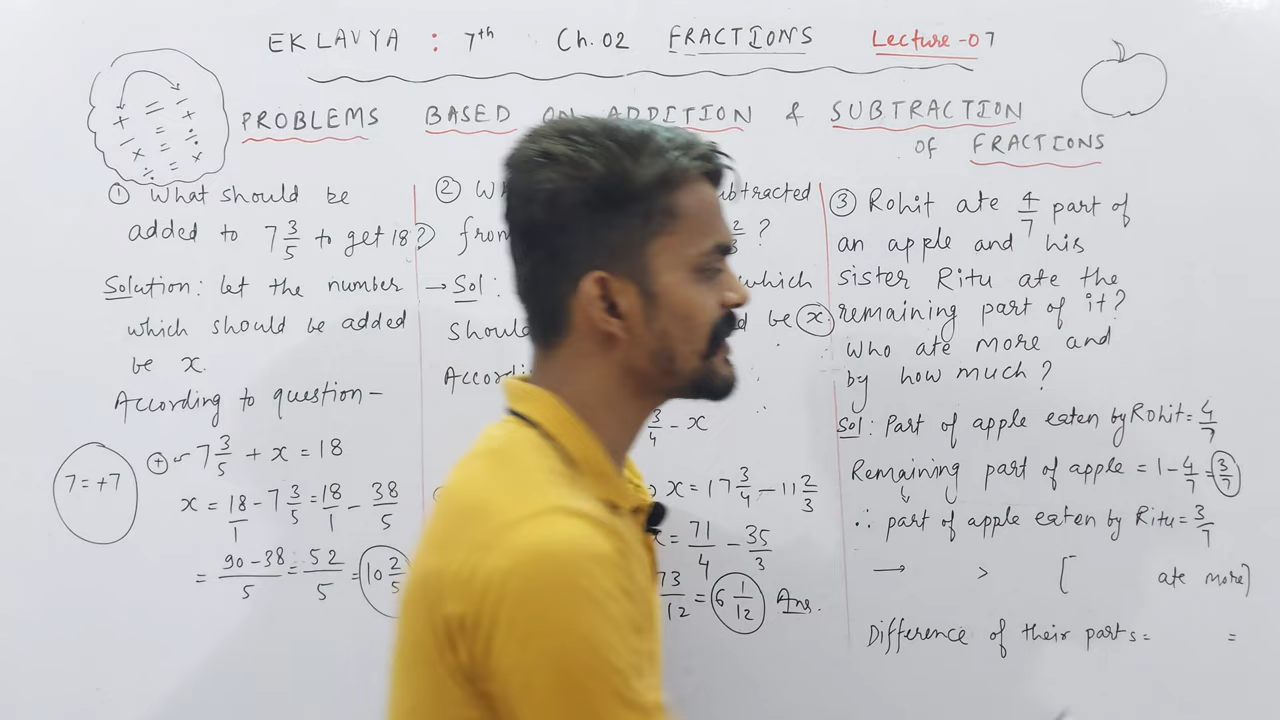 EKLAVYA : 7th Ch. 02 FRACTIONS Lecture-07
PROBLEMS BASED ON ADDITION & SUBTRACTION
OF FRACTIONS
+ = -
+
- = ÷
× = ×
÷ =
① What should be
added to 7 3/5 to get 18?
Solution: let the number
which should be added
be x.
According to question-
⊕ 7 3/5 + x = 18
x = 18/1 - 7 3/5 = 18/1 - 38/5
= 90-38/5 = 52/5 = 10 2/5
7 = +7
② btracted
from ?
→ Sol: which
be x
3/4 - x
x = 17 3/4 - 11 2/3
= 71/4 - 35/3
73/12 = 6 1/12 Ans.
③ Rohit ate 4/7 part of
an apple and his
sister Ritu ate the
remaining part of it?
Who ate more and
by how much?
Sol: Part of apple eaten by Rohit = 4/7
Remaining part of apple = 1 - 4/7 = 3/7
∴ part of apple eaten by Ritu = 3/7
→ > [ ate more]
Difference of their parts = =